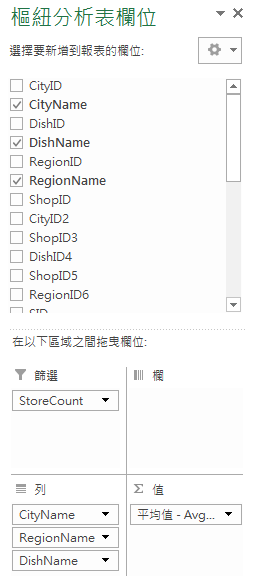 樞紐分析表欄位
選擇要新增到報表的欄位:
CityID
CityName
DishID
DishName
RegionID
RegionName
ShopID
CityID2
ShopID3
DishID4
ShopID5
RegionID6
SID
在以下區域之間拖曳欄位:
篩選
欄
StoreCount
列
Σ 值
CityName
平均值 - Avg...
RegionName
DishName